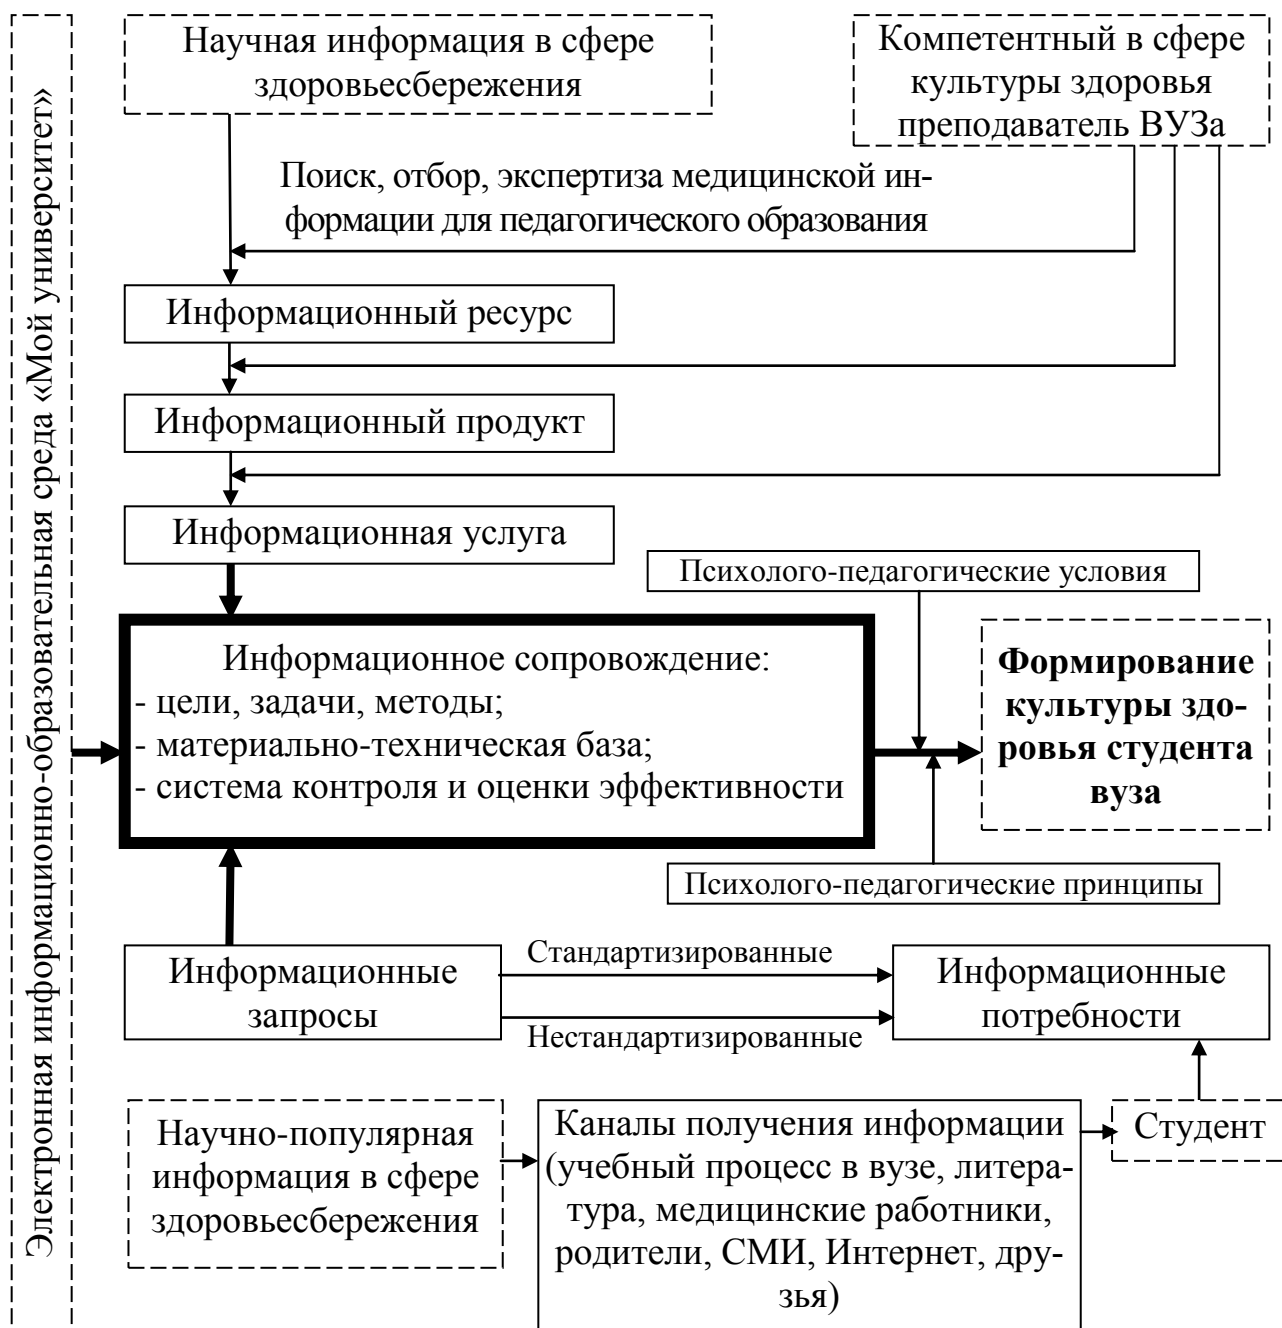 Электронная информационно-образовательная среда «Мой университет»
Научная информация в сфере
здоровьесбережения
Компетентный в сфере
культуры здоровья
преподаватель ВУЗа
Поиск, отбор, экспертиза медицинской ин-
формации для педагогического образования
Информационный ресурс
Информационный продукт
Информационная услуга
Психолого-педагогические условия
Информационное сопровождение:
- цели, задачи, методы;
- материально-техническая база;
- система контроля и оценки эффективности
Формирование
культуры здо-
ровья студента
вуза
Психолого-педагогические принципы
Информационные
запросы
Стандартизированные
Нестандартизированные
Информационные
потребности
Научно-популярная
информация в сфере
здоровьесбережения
Каналы получения информации
(учебный процесс в вузе, литера-
тура, медицинские работники,
родители, СМИ, Интернет, дру-
зья)
Студент